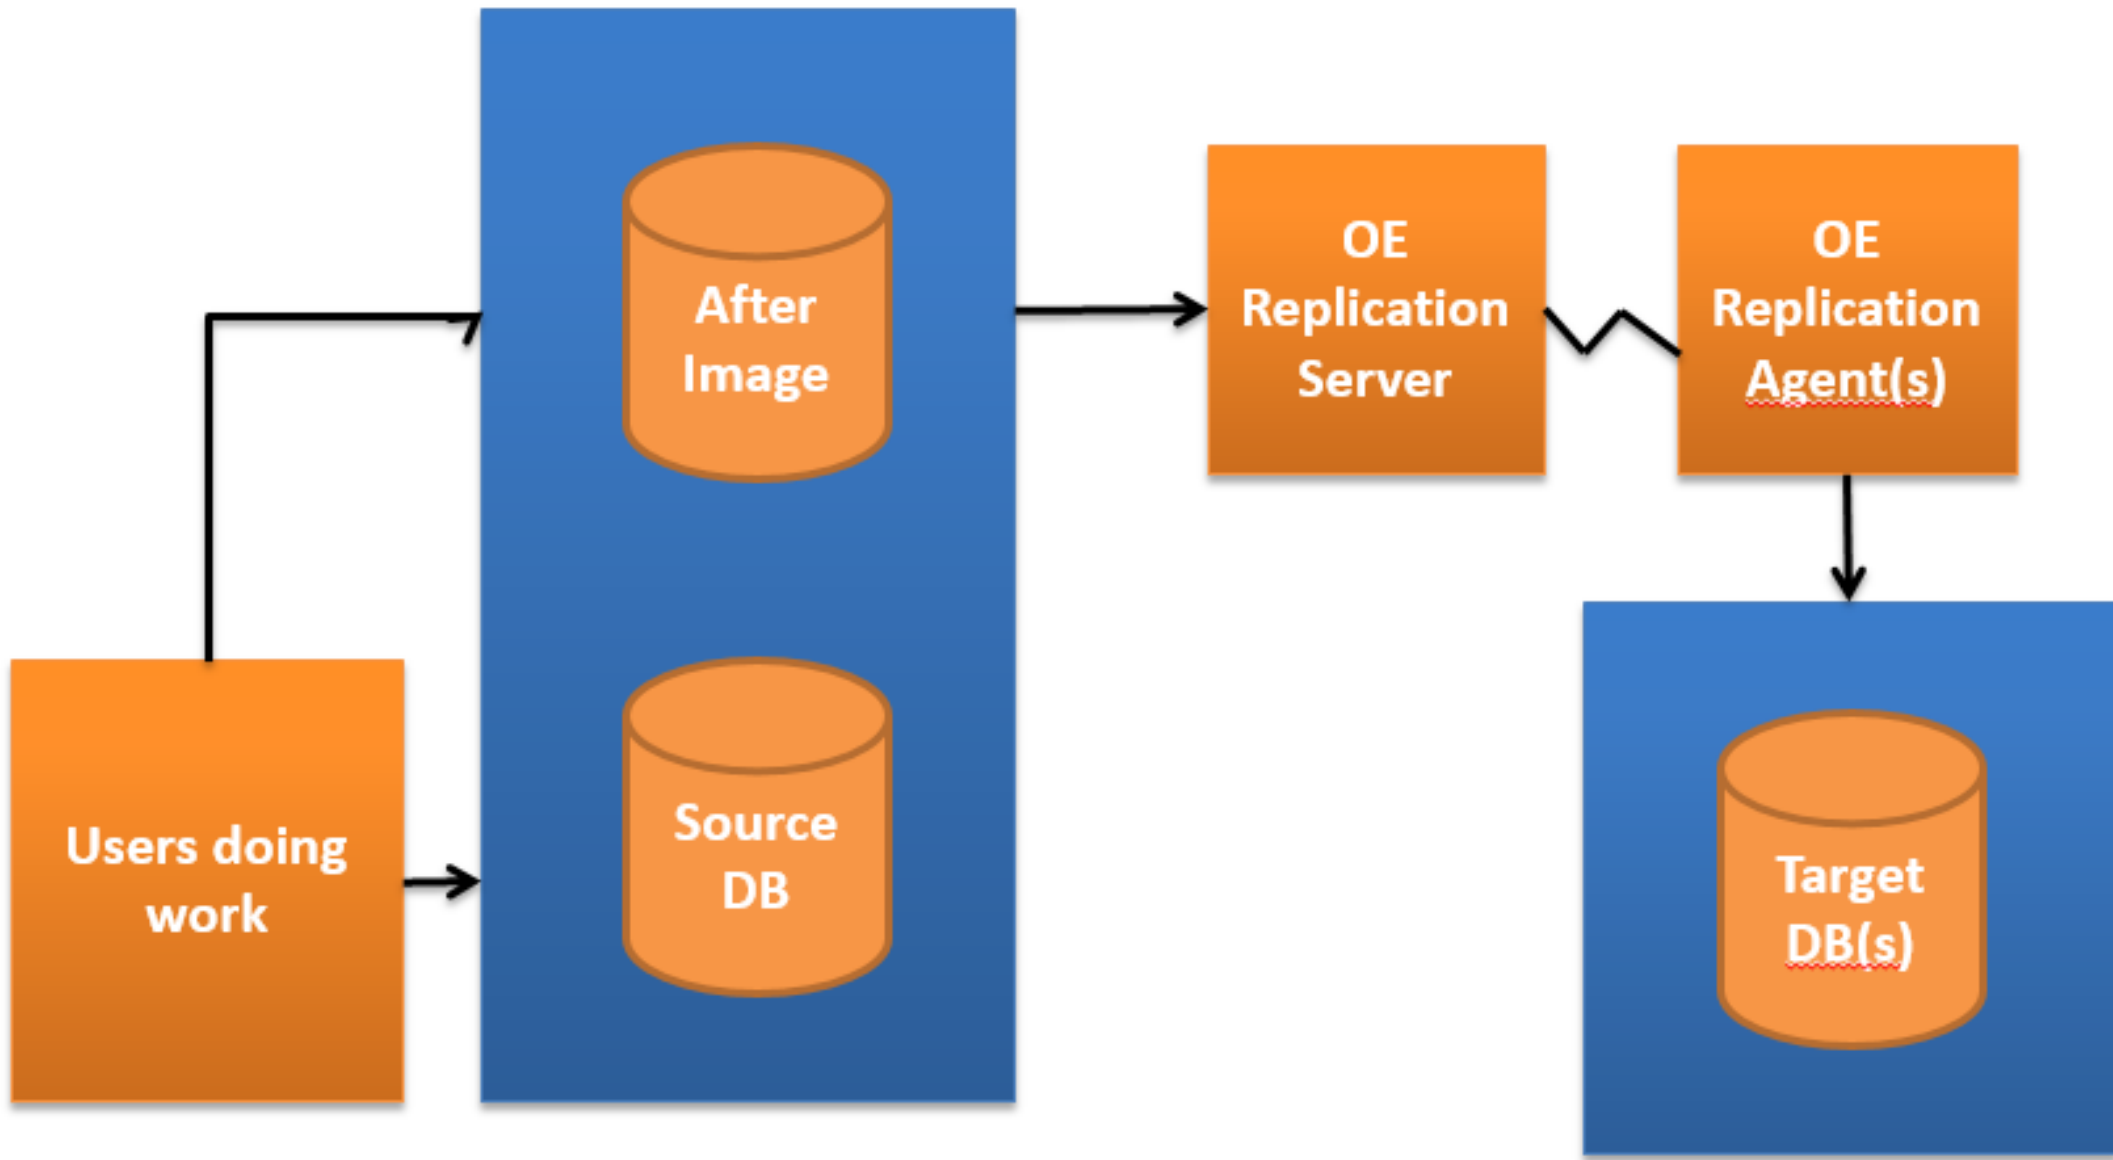 After
Image
OE
Replication
Server
OE
Replication
Agent(s)
Users doing
work
Source
DB
Target
DB(s)